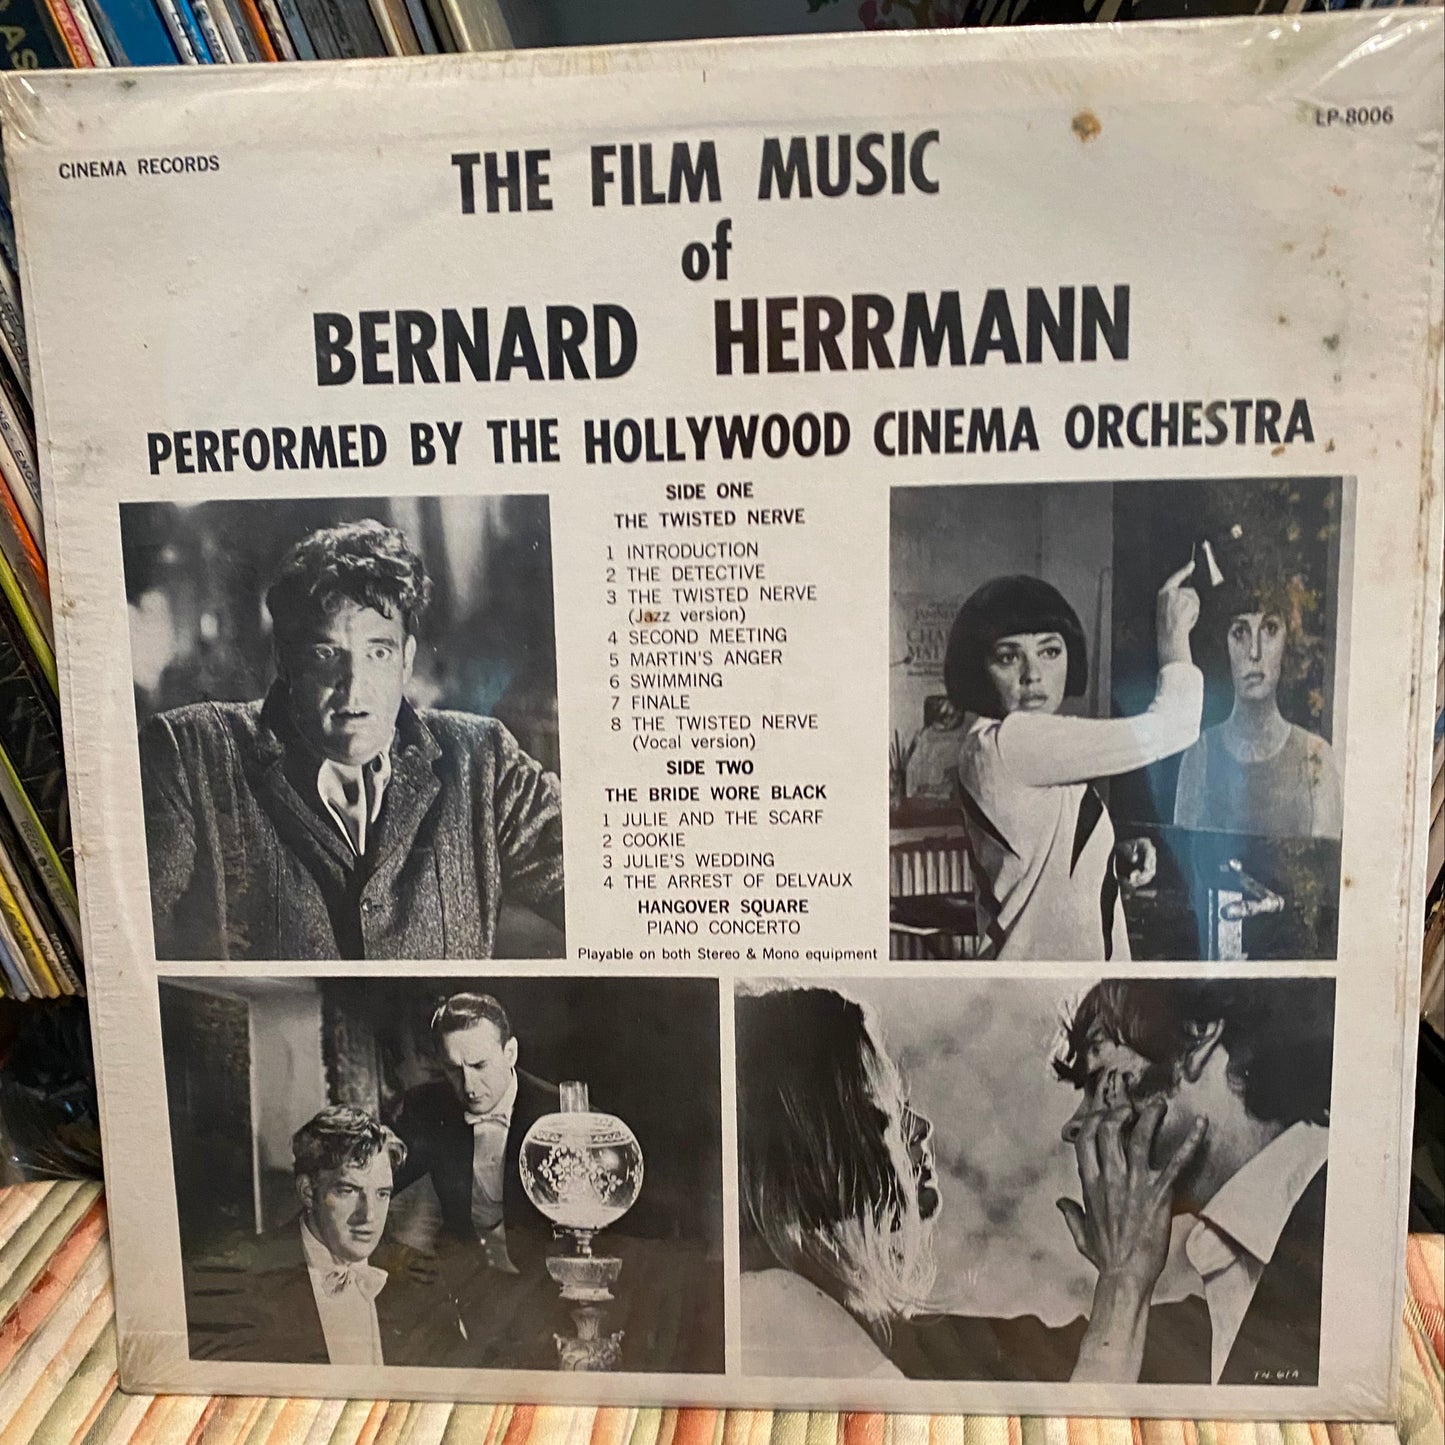 CINEMA RECORDS
LP-8006
THE FILM MUSIC
of
BERNARD HERRMANN
PERFORMED BY THE HOLLYWOOD CINEMA ORCHESTRA
SIDE ONE
THE TWISTED NERVE
1 INTRODUCTION
2 THE DETECTIVE
3 THE TWISTED NERVE
(Jazz version)
4 SECOND MEETING
5 MARTIN'S ANGER
6 SWIMMING
7 FINALE
8 THE TWISTED NERVE
(Vocal version)
SIDE TWO
THE BRIDE WORE BLACK
1 JULIE AND THE SCARF
2 COOKIE
3 JULIE'S WEDDING
4 THE ARREST OF DELVAUX
HANGOVER SQUARE
PIANO CONCERTO
Playable on both Stereo & Mono equipment
TN-61A